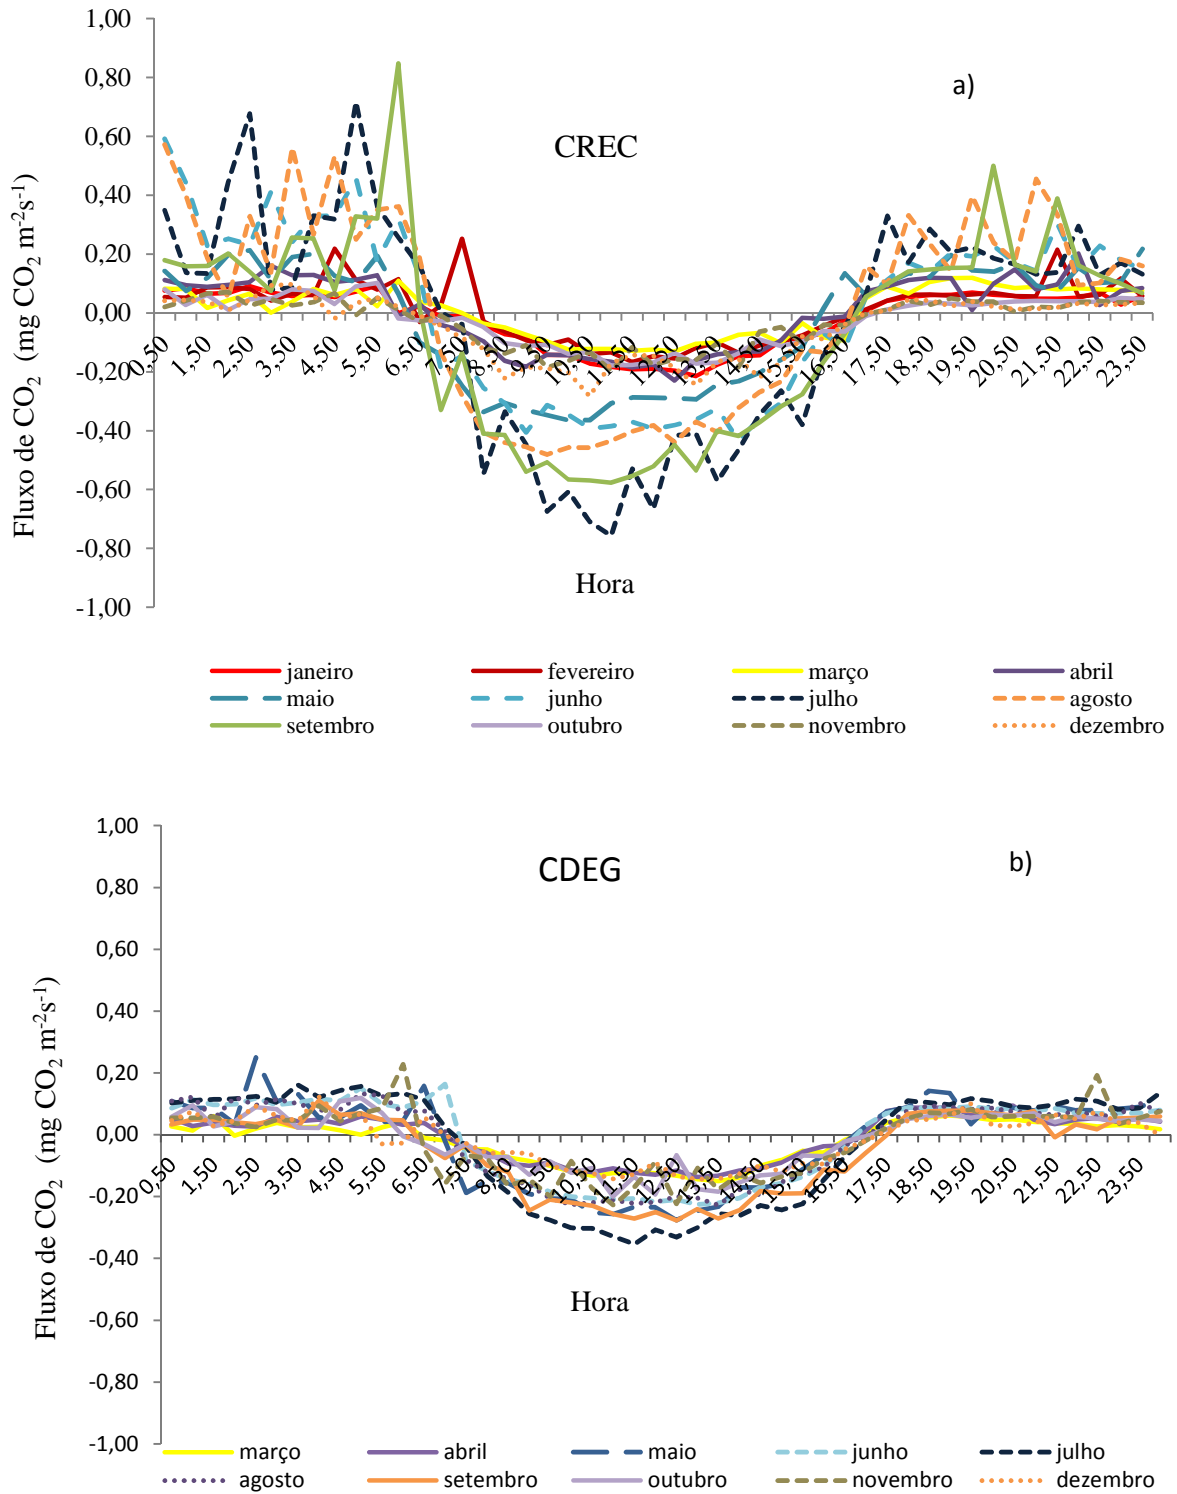 1,00
0,80
0,60
0,40
0,20
0,00
-0,20
-0,40
-0,60
-0,80
-1,00
Fluxo de CO2 (mg CO2 m-2s-1)
a)
CREC
0,50 1,50 2,50 3,50 4,50 5,50 6,50 7,50 8,50 9,50 10,50 11,50 12,50 13,50 14,50 15,50 16,50 17,50 18,50 19,50 20,50 21,50 22,50 23,50
Hora
janeiro fevereiro março abril
maio junho julho agosto
setembro outubro novembro dezembro
1,00
0,80
0,60
0,40
0,20
0,00
-0,20
-0,40
-0,60
-0,80
-1,00
Fluxo de CO2 (mg CO2 m-2s-1)
CDEG
b)
0,50 1,50 2,50 3,50 4,50 5,50 6,50 7,50 8,50 9,50 10,50 11,50 12,50 13,50 14,50 15,50 16,50 17,50 18,50 19,50 20,50 21,50 22,50 23,50
Hora
março abril maio junho julho
agosto setembro outubro novembro dezembro